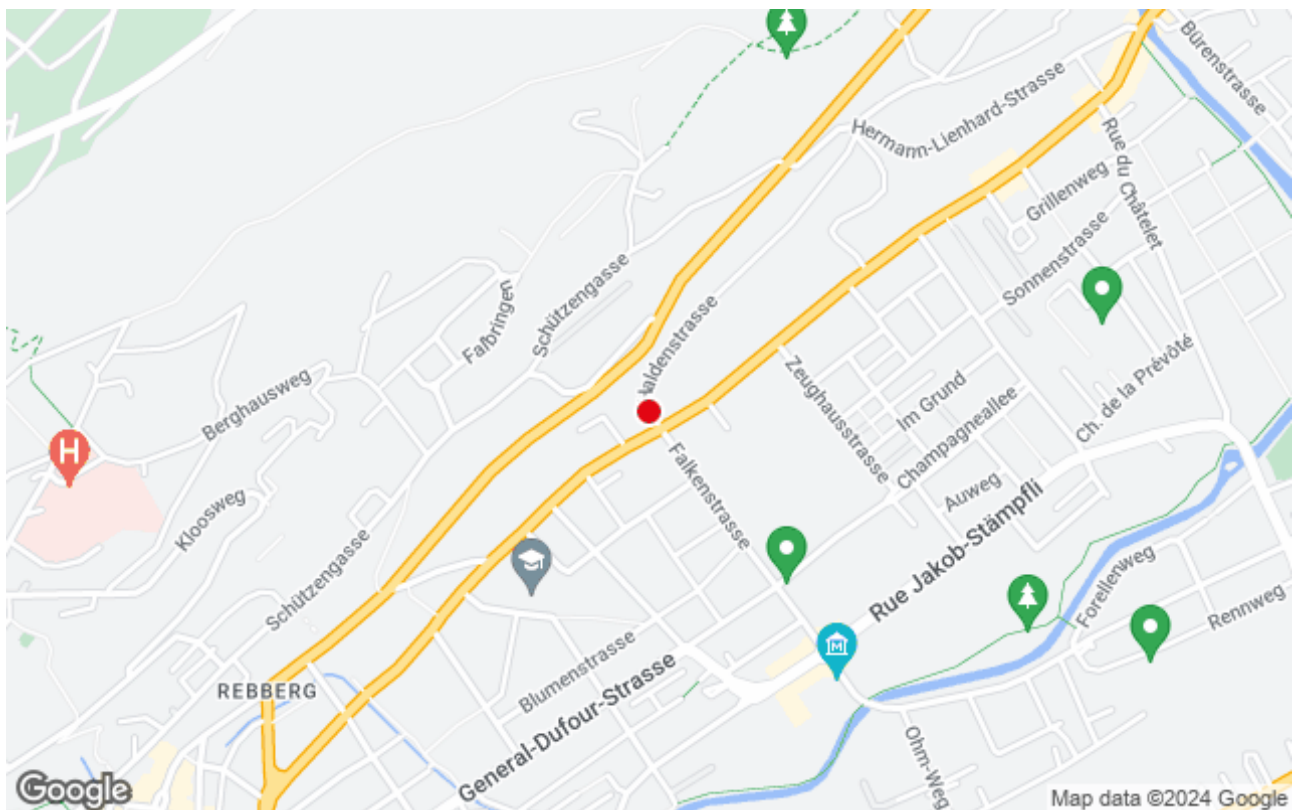 Bürenstrasse
Hermann-Lienhard-Strasse
Rue du Châtelet
Grillenweg
Sonnenstrasse
Schützengasse
Falbringen
Haldenstrasse
Berghausweg
Zeughausstrasse
Im Grund
Ch. de la Prévôté
Champagneallee
H
Kloosweg
Falkenstrasse
Auweg
Rue Jakob-Stämpfli
Schützengasse
Forellenweg
Rennweg
Blumenstrasse
M
REBBERG
General-Dufour-Strasse
Ohm-Weg
Google
Map data ©2024 Google